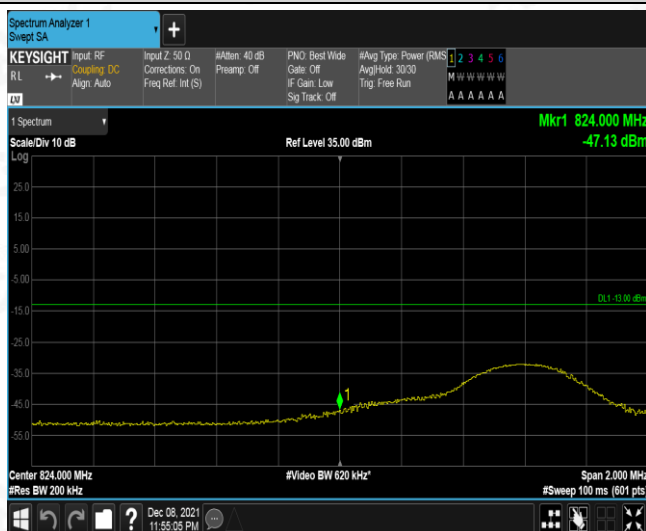 Spectrum Analyzer 1
Swept SA
+
KEYSIGHT
RL
LXI
Input: RF
Coupling: DC
Align: Auto
Input Z: 50 Ω
Corrections: On
Freq Ref: Int (S)
#Atten: 40 dB
Preamp: Off
PNO: Best Wide
Gate: Off
IF Gain: Low
Sig Track: Off
#Avg Type: Power (RMS
Avg|Hold: 30/30
Trig: Free Run
1 2 3 4 5 6
M W W W W W
A A A A A A
1 Spectrum
Mkr1 824.000 MHz
Scale/Div 10 dB
Ref Level 35.00 dBm
-47.13 dBm
Log
25.0
15.0
5.00
-5.00
DL1 -13.00 dBm
-15.0
-25.0
-35.0
1
-45.0
-55.0
Center 824.000 MHz
#Video BW 620 kHz*
Span 2.000 MHz
#Res BW 200 kHz
#Sweep 100 ms (601 pts)
?
Dec 08, 2021
11:55:05 PM